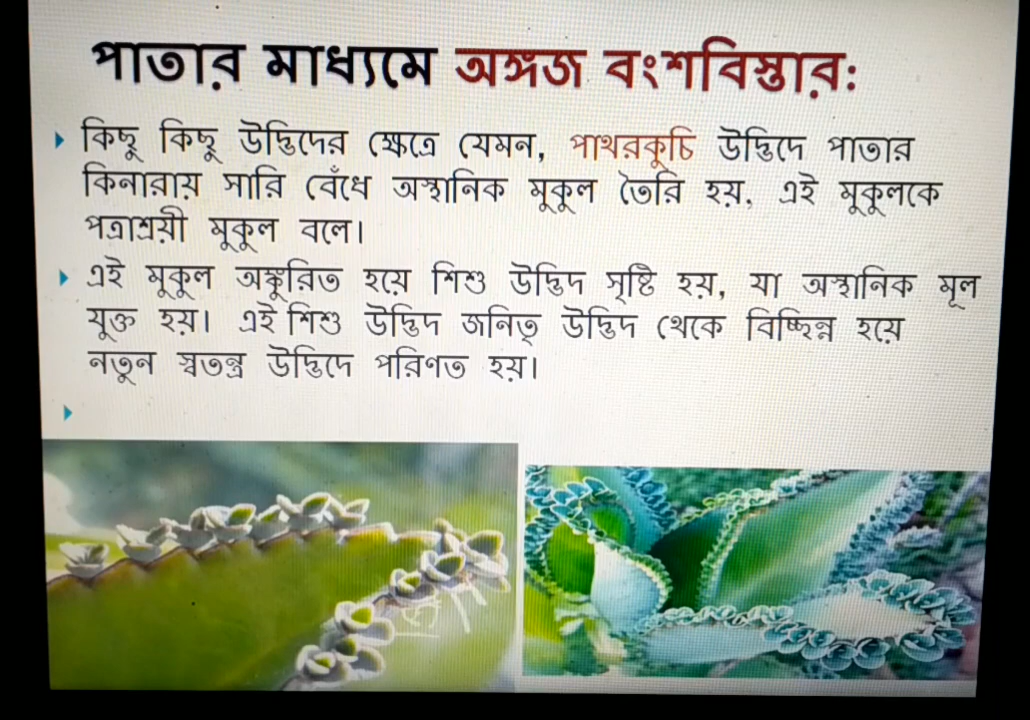 পাতার মাধ্যমে অঙ্গজ বংশবিস্তার:
কিছু কিছু উদ্ভিদের ক্ষেত্রে যেমন, পাথরকুচি উদ্ভিদে পাতার
কিনারায় সারি বেঁধে অস্থানিক মুকুল তৈরি হয়, এই মুকুলকে
পত্রাশ্রয়ী মুকুল বলে।
এই মুকুল অঙ্কুরিত হয়ে শিশু উদ্ভিদ সৃষ্টি হয়, যা অস্থানিক মূল
যুক্ত হয়। এই শিশু উদ্ভিদ জনিতৃ উদ্ভিদ থেকে বিচ্ছিন্ন হয়ে
নতুন স্বতন্ত্র উদ্ভিদে পরিণত হয়।